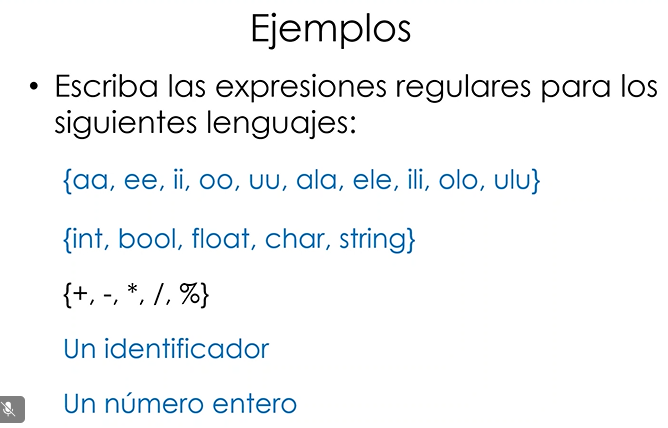 Ejemplos
• Escriba las expresiones regulares para los
siguientes lenguajes:
{aa, ee, ii, oo, uu, ala, ele, ili, olo, ulu}
{int, bool, float, char, string}
{+, -, *, /, %}
Un identificador
Un número entero